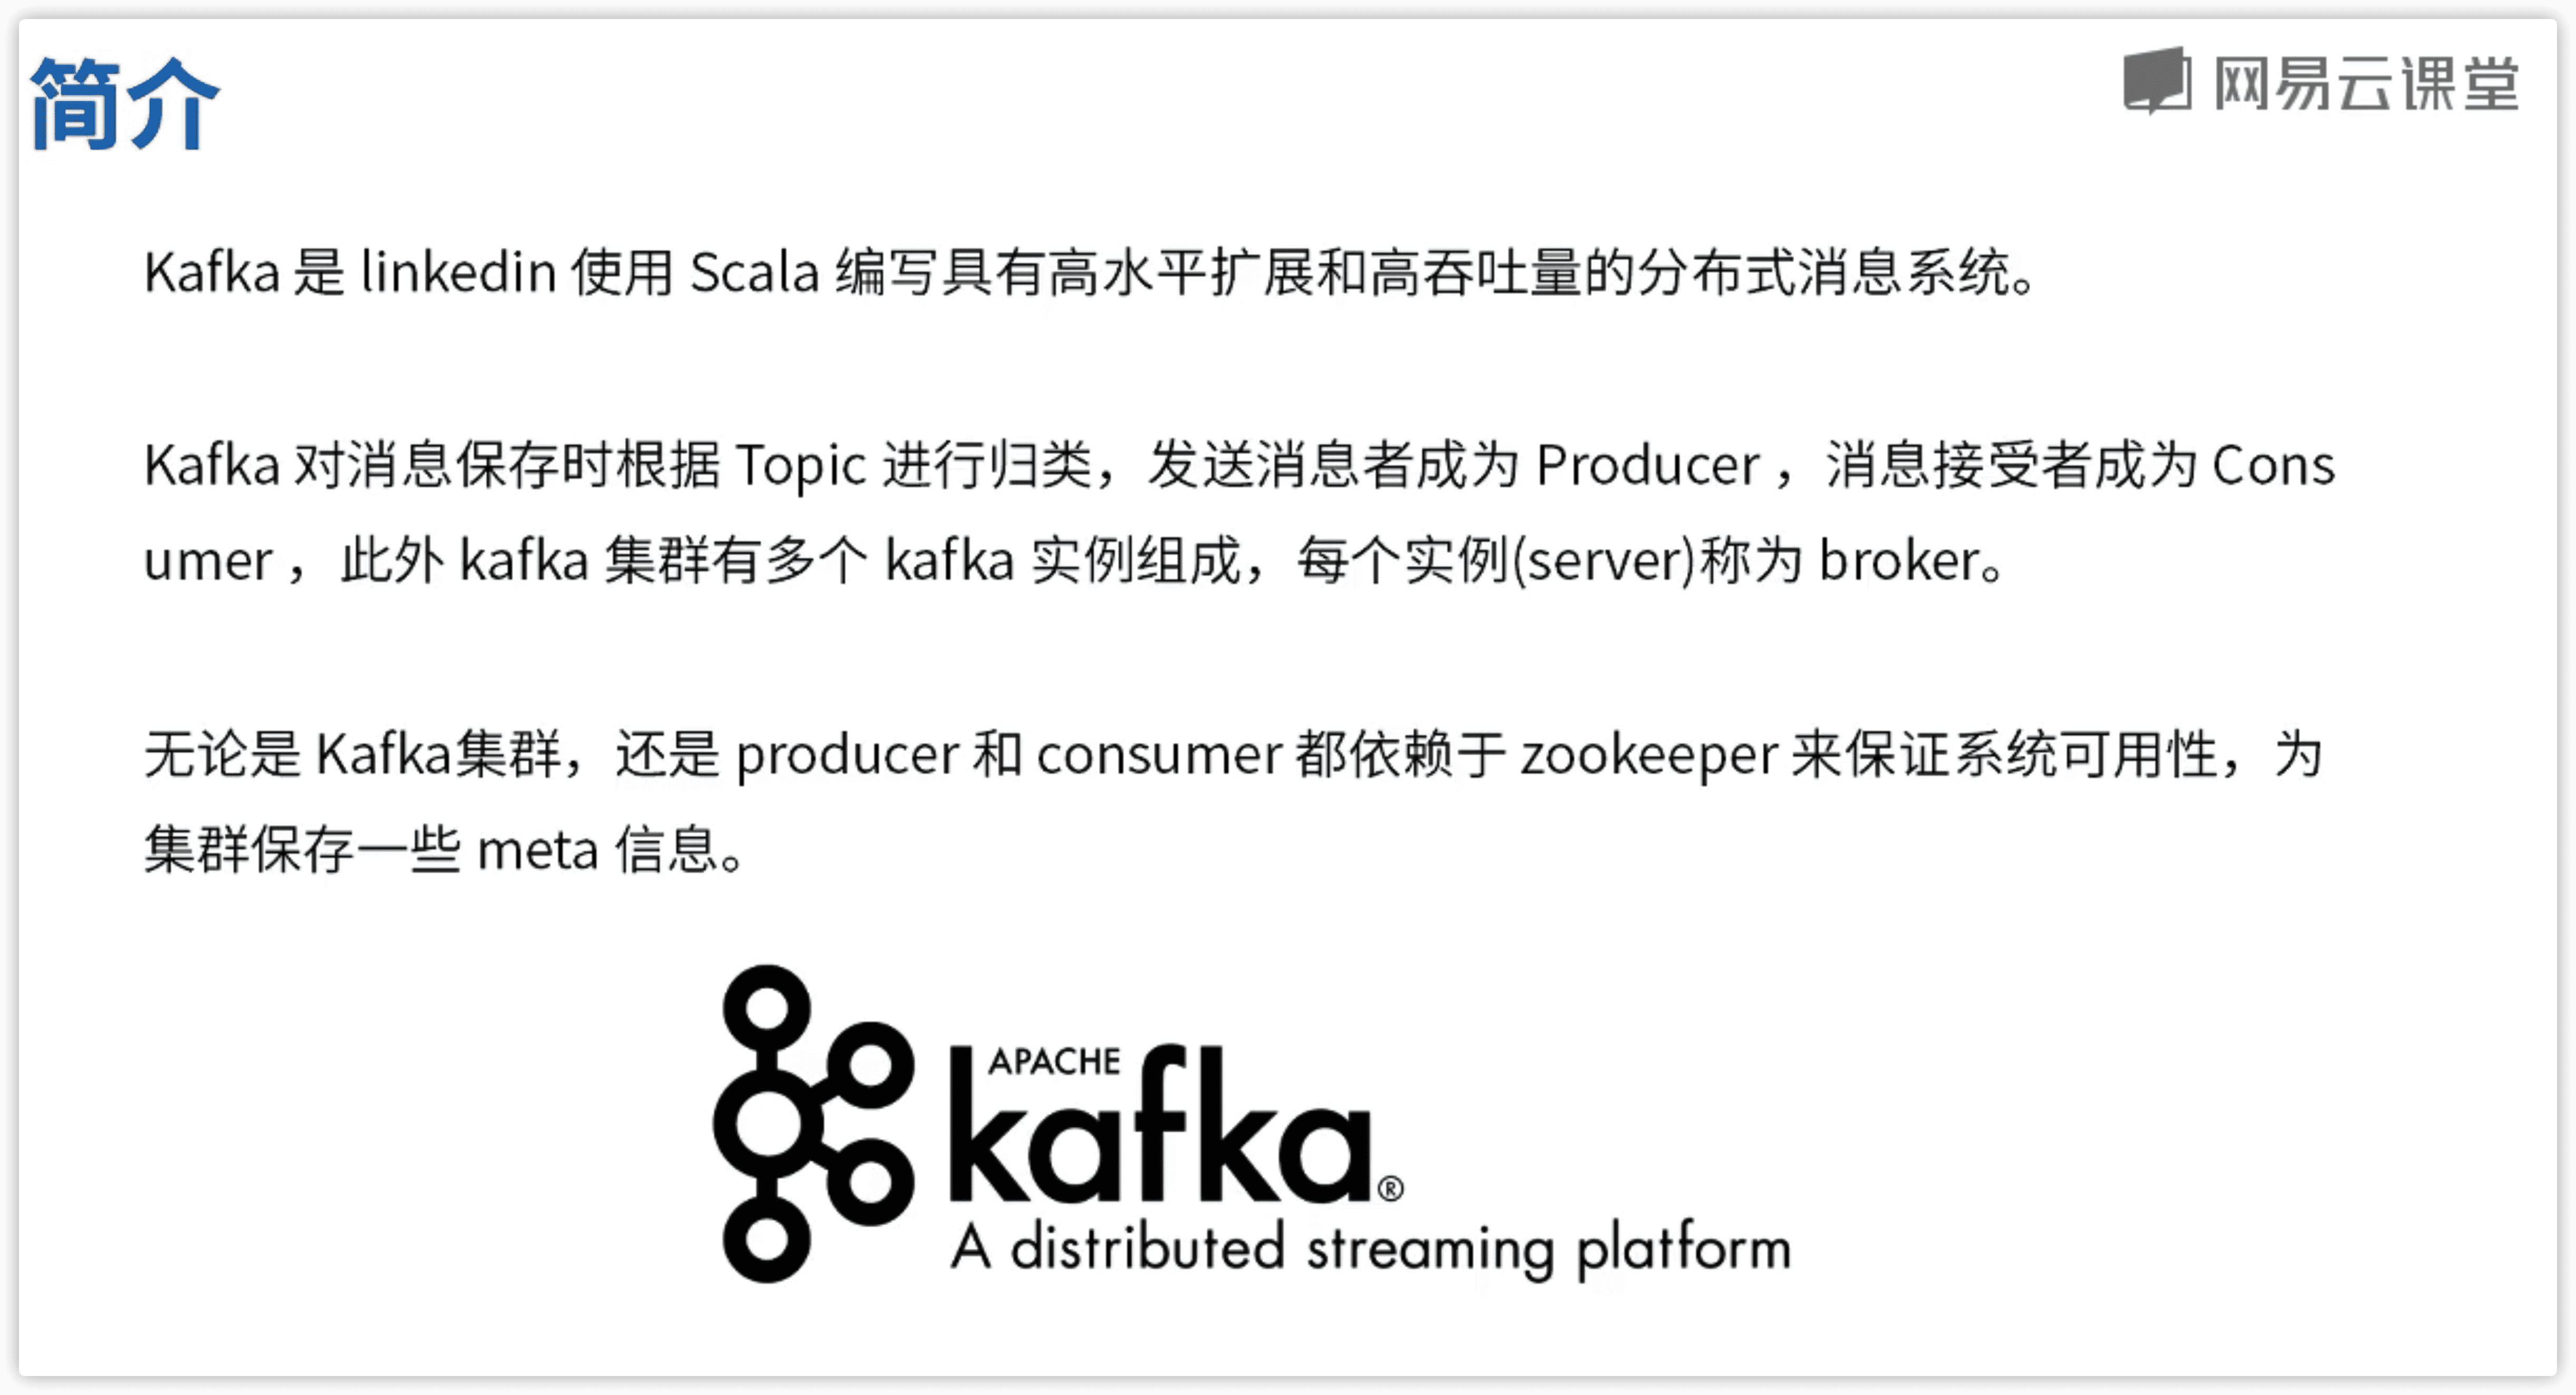 简介
网易云课堂
Kafka 是 linkedin 使用 Scala 编写具有高水平扩展和高吞吐量的分布式消息系统。
Kafka 对消息保存时根据 Topic 进行归类，发送消息者成为 Producer ，消息接受者成为 Cons
umer ，此外 kafka 集群有多个 kafka 实例组成，每个实例(server)称为 broker。
无论是 Kafka集群，还是 producer 和 consumer 都依赖于 zookeeper 来保证系统可用性，为
集群保存一些 meta 信息。
APACHE
kafka®
A distributed streaming platform